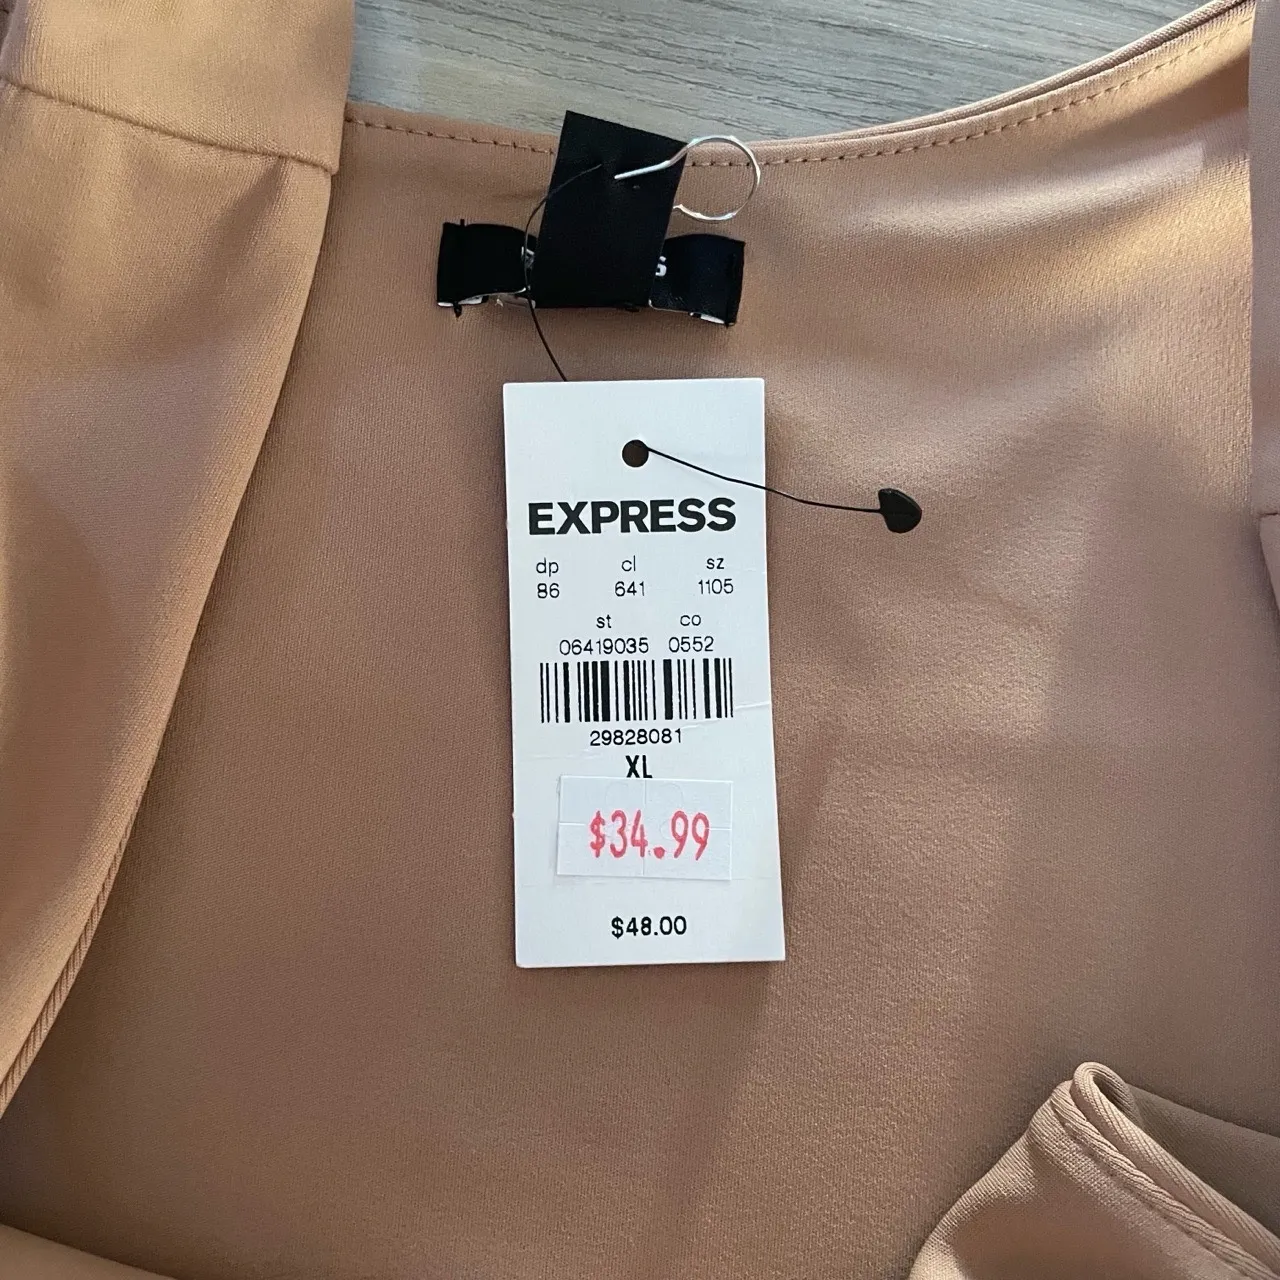 EXPRESS
dp cl sz
86 641 1105
st co
06419035 0552
29828081
XL
$34.99
$48.00